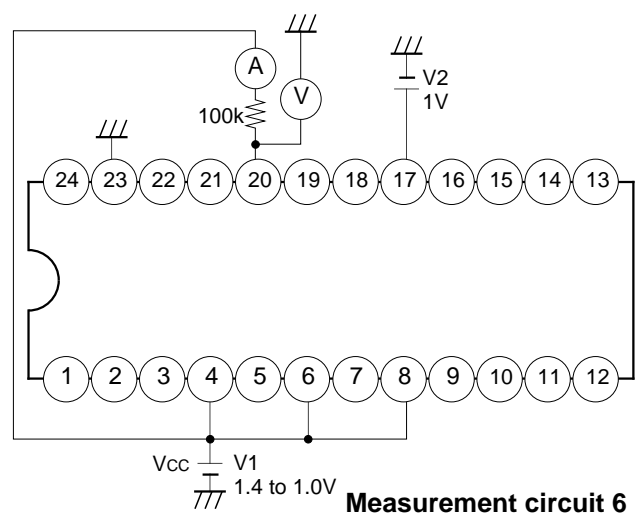 A
V
100k
V2
1V
24 23 22 21 20 19 18 17 16 15 14 13
1 2 3 4 5 6 7 8 9 10 11 12
VCC V1
1.4 to 1.0V
Measurement circuit 6